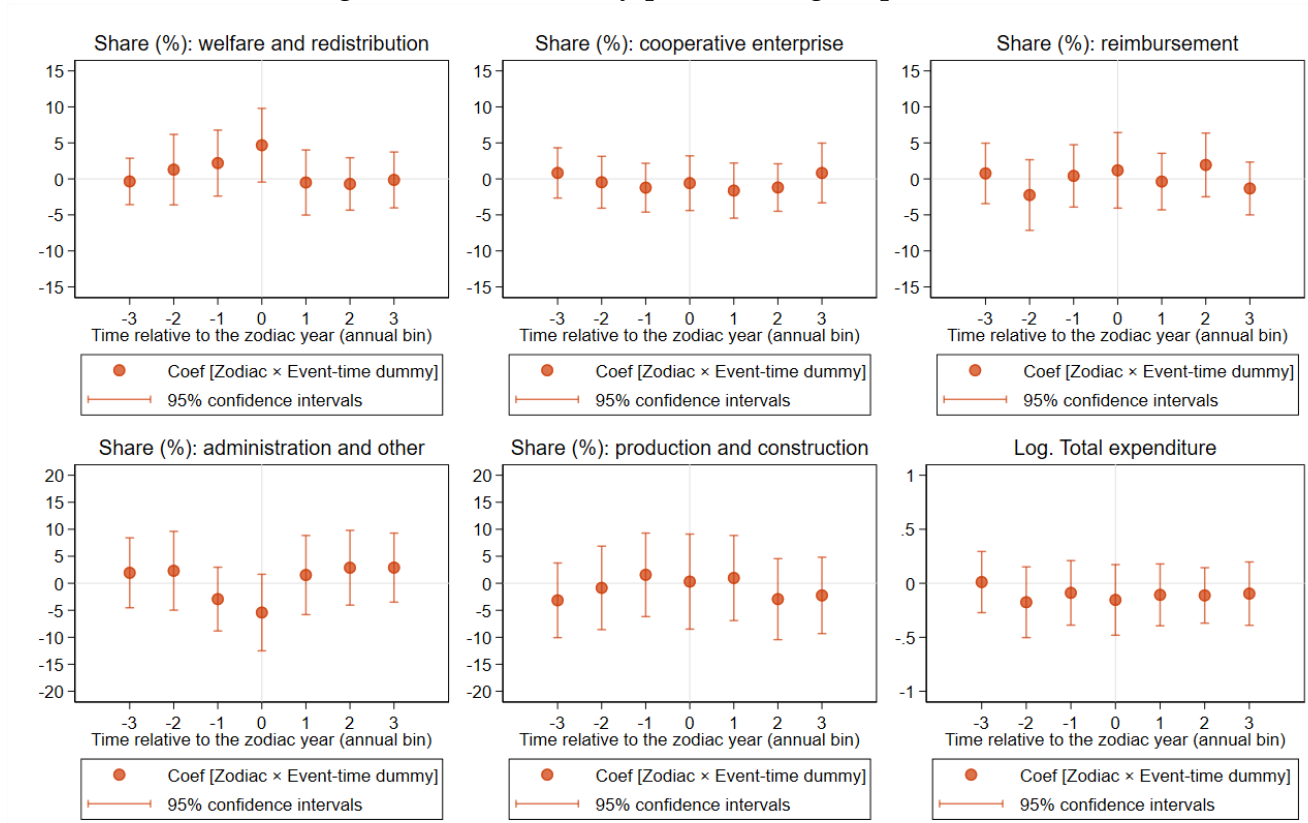 Share (%): welfare and redistribution
15
10
5
0
-5
-10
-15
-3 -2 -1 0 1 2 3
Time relative to the zodiac year (annual bin)
Coef [Zodiac × Event-time dummy]
95% confidence intervals
Share (%): cooperative enterprise
15
10
5
0
-5
-10
-15
-3 -2 -1 0 1 2 3
Time relative to the zodiac year (annual bin)
Coef [Zodiac × Event-time dummy]
95% confidence intervals
Share (%): reimbursement
15
10
5
0
-5
-10
-15
-3 -2 -1 0 1 2 3
Time relative to the zodiac year (annual bin)
Coef [Zodiac × Event-time dummy]
95% confidence intervals
Share (%): administration and other
20
15
10
5
0
-5
-10
-15
-20
-3 -2 -1 0 1 2 3
Time relative to the zodiac year (annual bin)
Coef [Zodiac × Event-time dummy]
95% confidence intervals
Share (%): production and construction
20
15
10
5
0
-5
-10
-15
-20
-3 -2 -1 0 1 2 3
Time relative to the zodiac year (annual bin)
Coef [Zodiac × Event-time dummy]
95% confidence intervals
Log. Total expenditure
1
.5
0
-.5
-1
-3 -2 -1 0 1 2 3
Time relative to the zodiac year (annual bin)
Coef [Zodiac × Event-time dummy]
95% confidence intervals